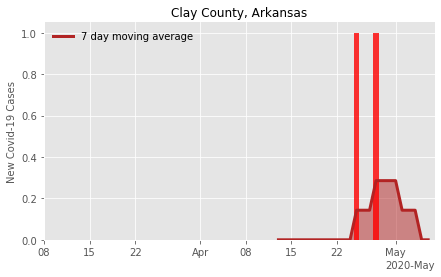 Clay County, Arkansas
7 day moving average
New Covid-19 Cases
1.0
0.8
0.6
0.4
0.2
0.0
08 15 22 Apr 08 15 22 May
2020-May